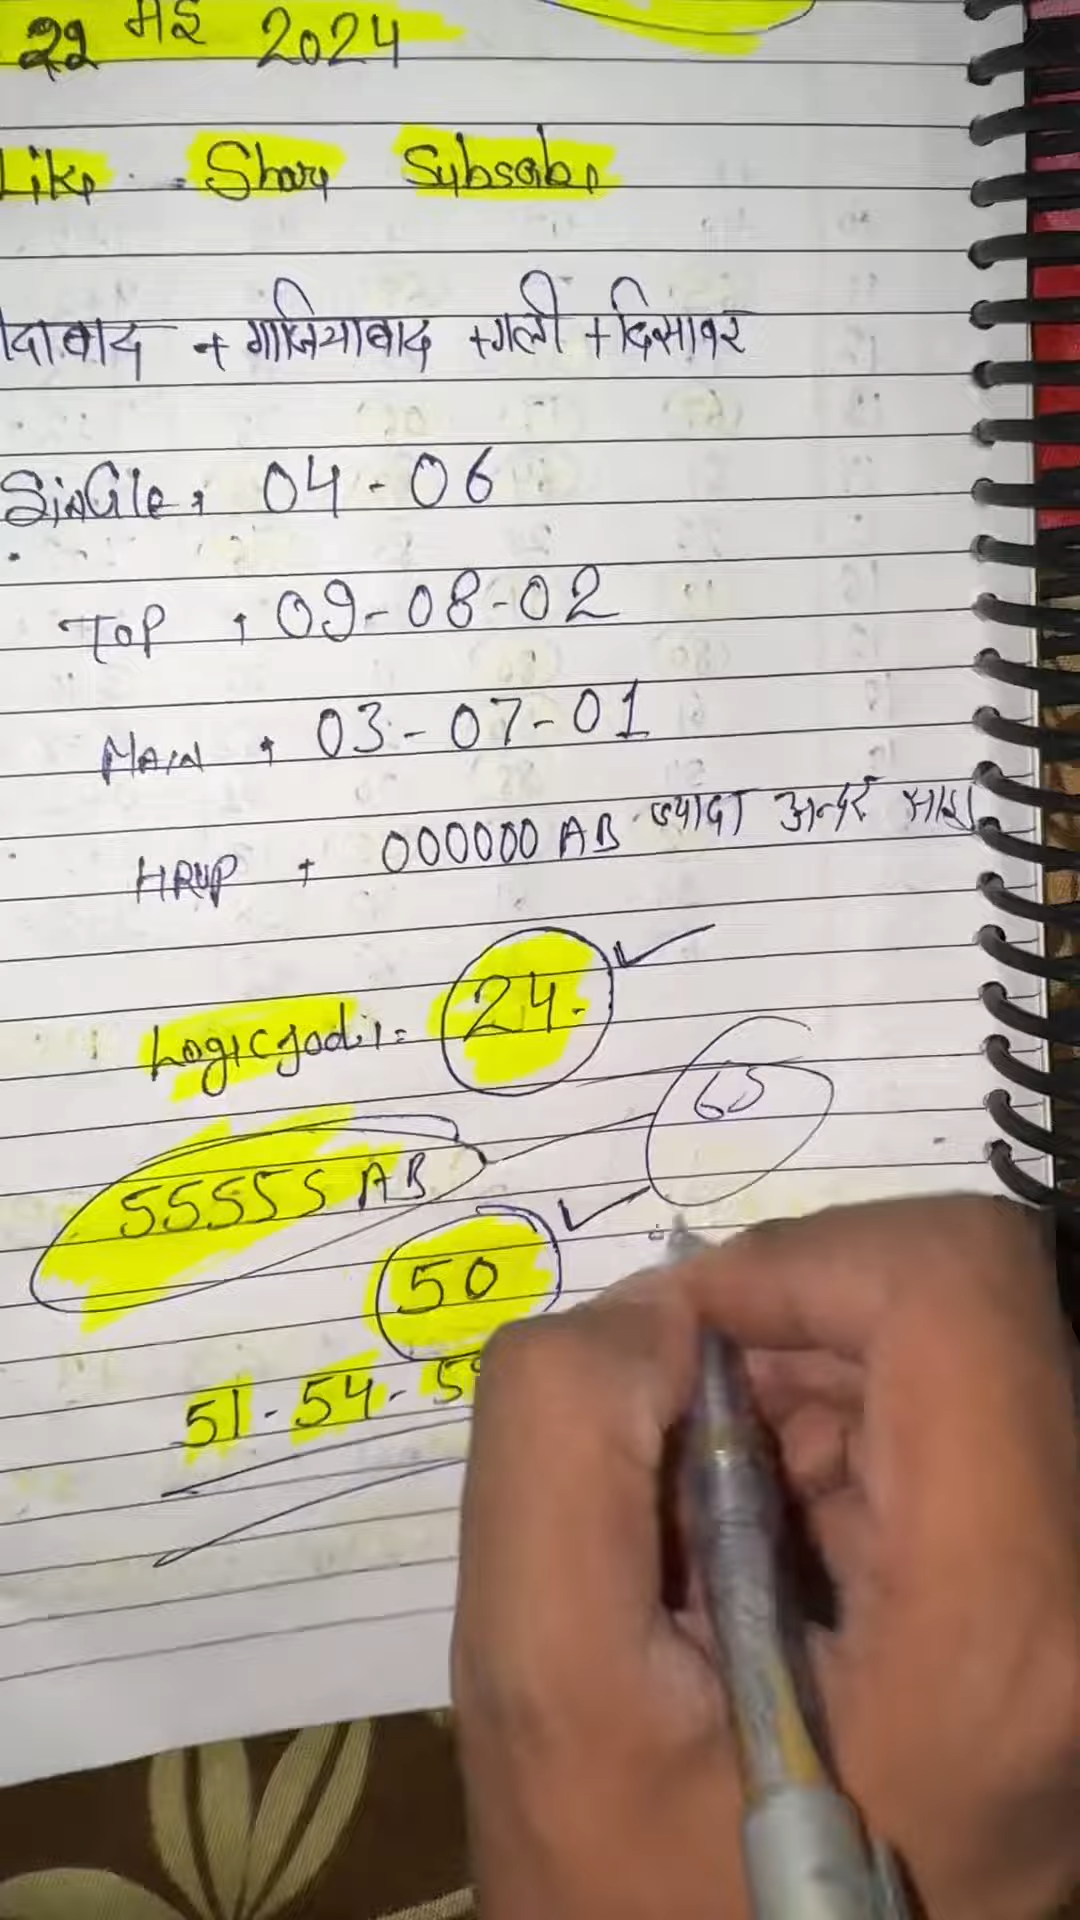 22 मई 2024
Like Share Subscribe
दाबाद + गाजियाबाद + गली + दिसावर
SinGle, 04 - 06
TOP , 09 - 08 - 02
MAIN , 03 - 07 - 01
HRUP , 000000 AB ज्यादा अन्दर
Logic jodi = 24.
65
55555 AB
50
51 - 54 -